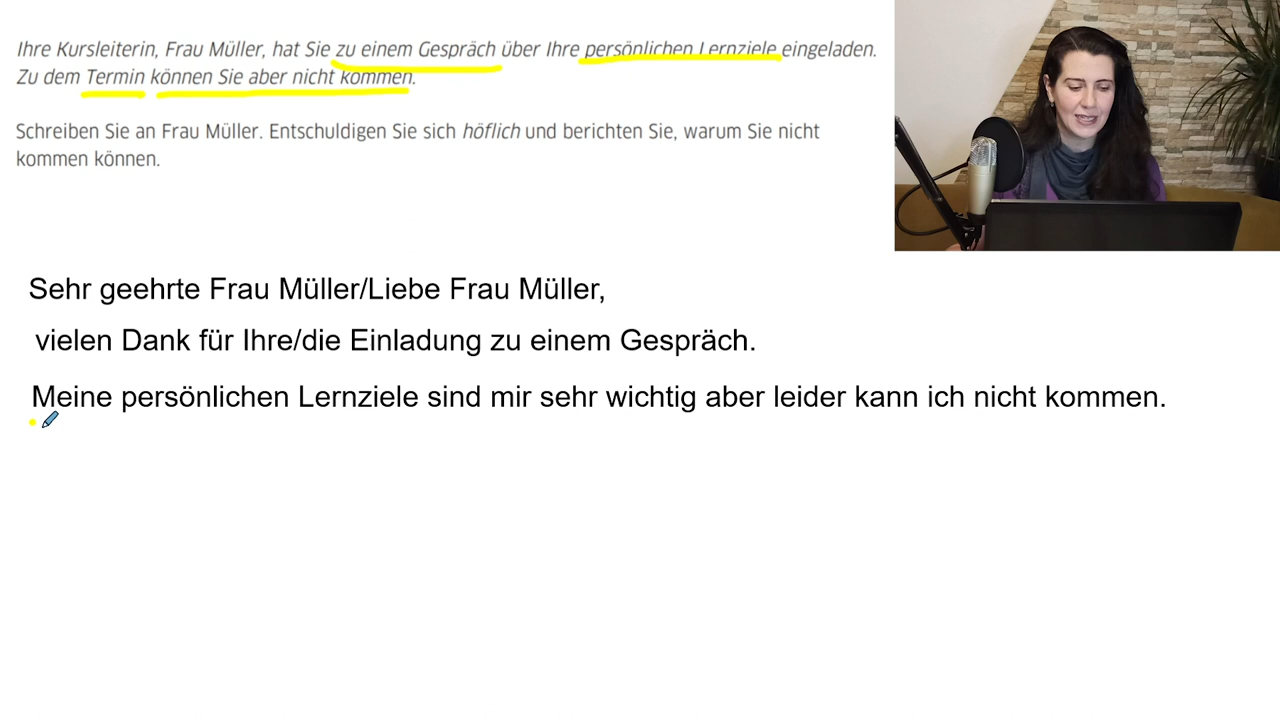 Ihre Kursleiterin, Frau Müller, hat Sie zu einem Gespräch über Ihre persönlichen Lernziele eingeladen.
Zu dem Termin können Sie aber nicht kommen.
Schreiben Sie an Frau Müller. Entschuldigen Sie sich höflich und berichten Sie, warum Sie nicht
kommen können.
Sehr geehrte Frau Müller/Liebe Frau Müller,
vielen Dank für Ihre/die Einladung zu einem Gespräch.
Meine persönlichen Lernziele sind mir sehr wichtig aber leider kann ich nicht kommen.